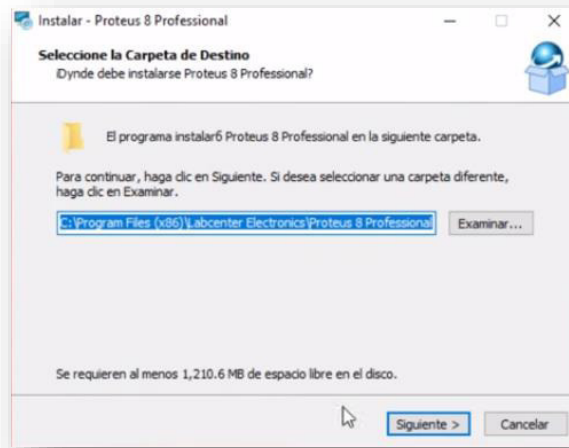 Instalar - Proteus 8 Professional
Seleccione la Carpeta de Destino
їDуnde debe instalarse Proteus 8 Professional?
El programa instalarб Proteus 8 Professional en la siguiente carpeta.
Para continuar, haga clic en Siguiente. Si desea seleccionar una carpeta diferente,
haga clic en Examinar.
C:\Program Files (x86)\Labcenter Electronics\Proteus 8 Professional
Examinar...
Se requieren al menos 1,210.6 MB de espacio libre en el disco.
Siguiente >
Cancelar